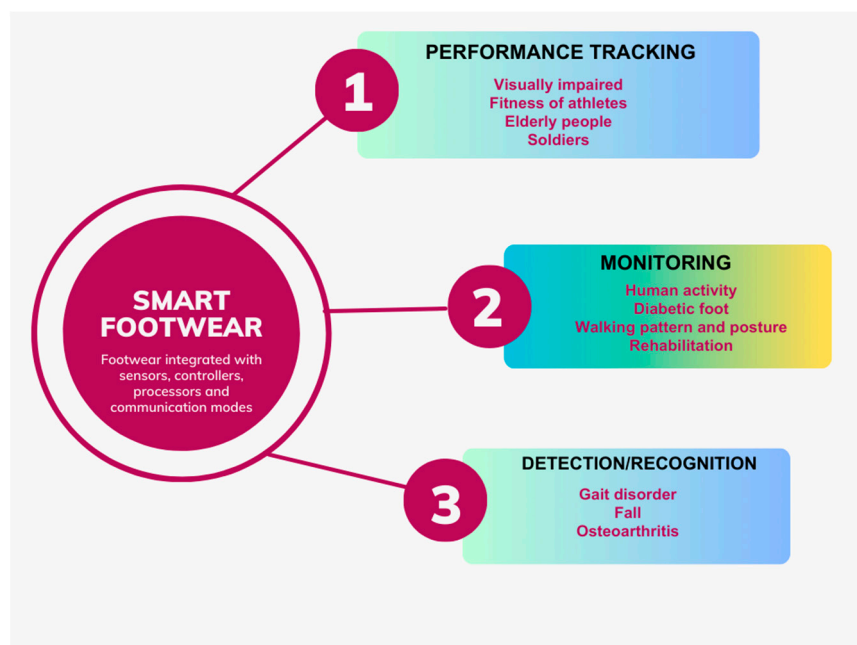 1
PERFORMANCE TRACKING
Visually impaired
Fitness of athletes
Elderly people
Soldiers
SMART
FOOTWEAR
Footwear integrated with
sensors, controllers,
processors and
communication modes
2
MONITORING
Human activity
Diabetic foot
Walking pattern and posture
Rehabilitation
3
DETECTION/RECOGNITION
Gait disorder
Fall
Osteoarthritis